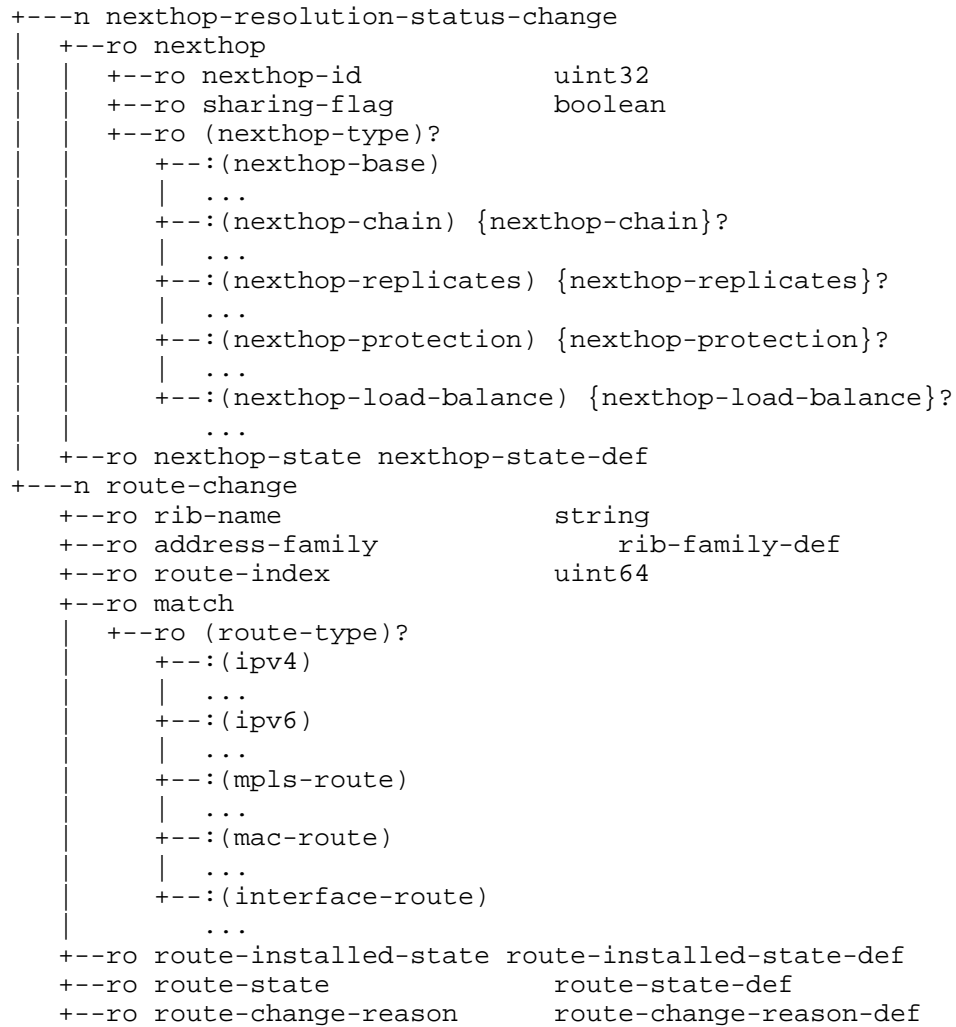 +---n nexthop-resolution-status-change
|  +--ro nexthop
|  |  +--ro nexthop-id            uint32
|  |  +--ro sharing-flag          boolean
|  |  +--ro (nexthop-type)?
|  |     +--:(nexthop-base)
|  |     |  ...
|  |     +--:(nexthop-chain) {nexthop-chain}?
|  |     |  ...
|  |     +--:(nexthop-replicates) {nexthop-replicates}?
|  |     |  ...
|  |     +--:(nexthop-protection) {nexthop-protection}?
|  |     |  ...
|  |     +--:(nexthop-load-balance) {nexthop-load-balance}?
|  |        ...
|  +--ro nexthop-state nexthop-state-def
+---n route-change
   +--ro rib-name                 string
   +--ro address-family               rib-family-def
   +--ro route-index              uint64
   +--ro match
   |  +--ro (route-type)?
   |     +--:(ipv4)
   |     |  ...
   |     +--:(ipv6)
   |     |  ...
   |     +--:(mpls-route)
   |     |  ...
   |     +--:(mac-route)
   |     |  ...
   |     +--:(interface-route)
   |        ...
   +--ro route-installed-state route-installed-state-def
   +--ro route-state              route-state-def
   +--ro route-change-reason      route-change-reason-def